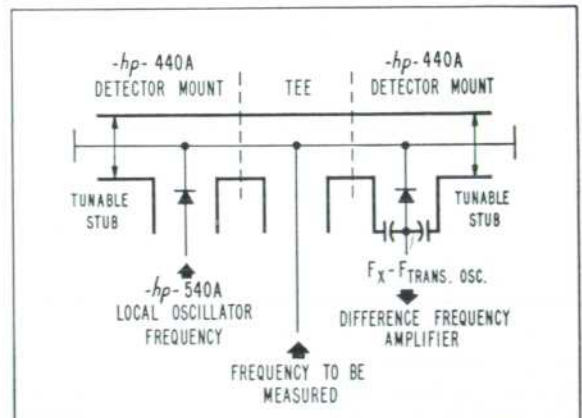 -hp- 440A
DETECTOR MOUNT
TEE
-hp- 440A
DETECTOR MOUNT
TUNABLE
STUB
TUNABLE
STUB
-hp- 540A
LOCAL OSCILLATOR
FREQUENCY
FREQUENCY TO BE
MEASURED
FX-FTRANS. OSC.
DIFFERENCE FREQUENCY
AMPLIFIER